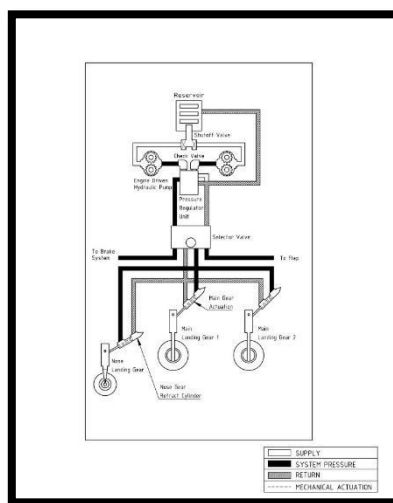 Reservoir
Shutoff Valve
Check Valve
Engine Driven
Hydraulic Pump
Pressure
Regulator
Unit
Selector Valve
To Brake
System
To Flap
Main Gear
Actuation
Main
Landing Gear 1
Main
Landing Gear 2
Nose
Landing Gear
Nose Gear
Retract Cylinder
SUPPLY
SYSTEM PRESSURE
RETURN
MECHANICAL ACTUATION